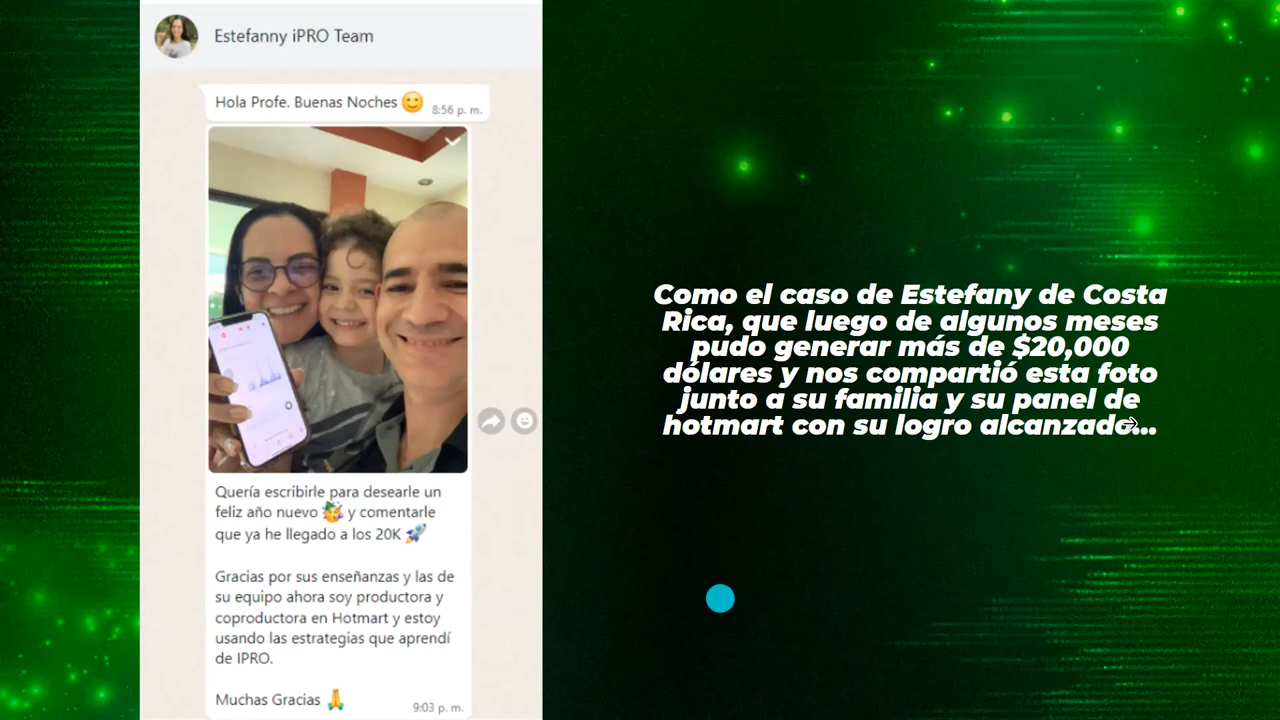 Estefanny iPRO Team
Hola Profe. Buenas Noches 🙂
8:56 p. m.
Quería escribirle para desearle un
feliz año nuevo 🥳 y comentarle
que ya he llegado a los 20K 🚀
Gracias por sus enseñanzas y las de
su equipo ahora soy productora y
coproductora en Hotmart y estoy
usando las estrategias que aprendí
de IPRO.
Muchas Gracias 🙏
9:03 p. m.
Como el caso de Estefany de Costa
Rica, que luego de algunos meses
pudo generar más de $20,000
dólares y nos compartió esta foto
junto a su familia y su panel de
hotmart con su logro alcanzado...